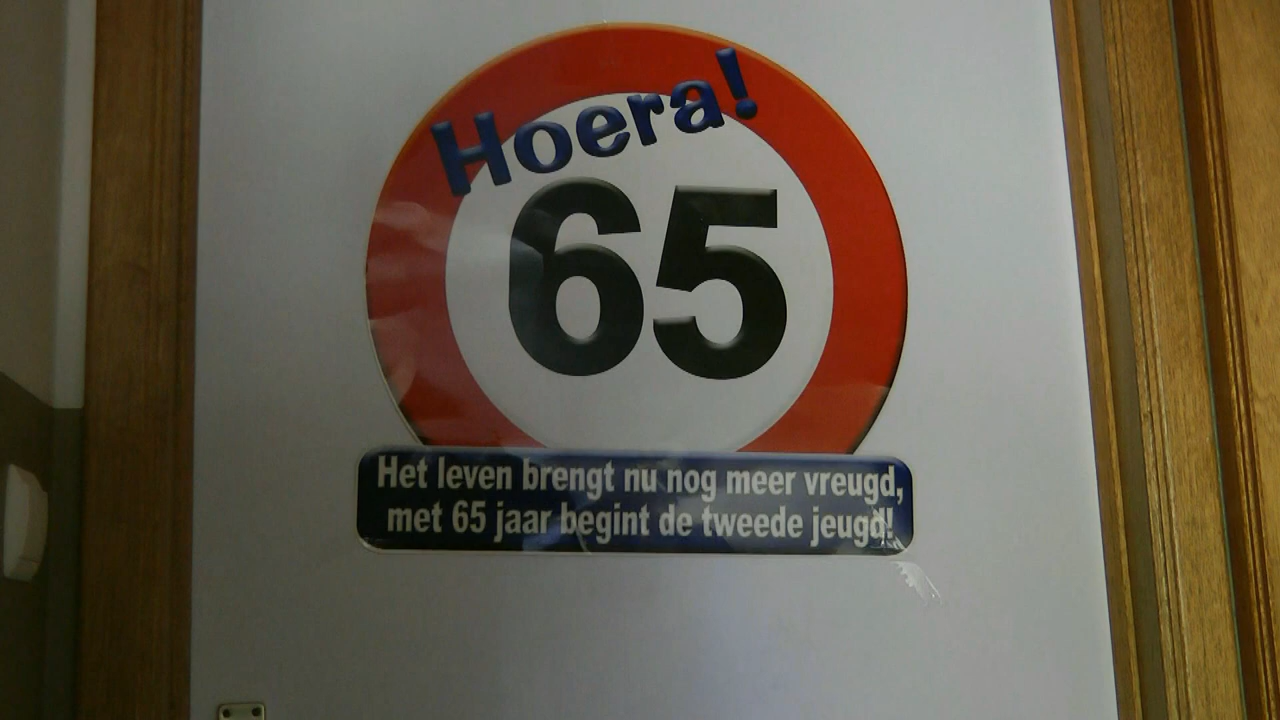 Hoera!
65
Het leven brengt nu nog meer vreugd,
met 65 jaar begint de tweede jeugd!